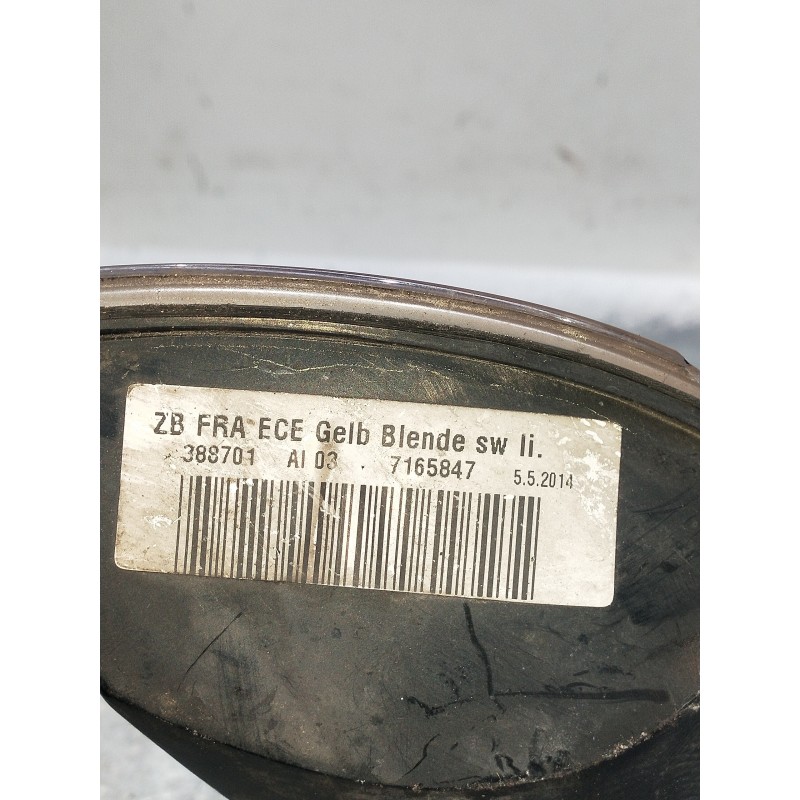 ZB FRA ECE Gelb Blende sw li.
388701 AI 03 7165847 5.5.2014